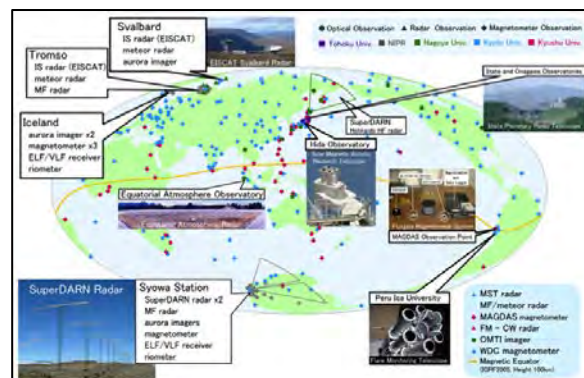 Optical Observation
Radar Observation
Magnetometer Observation
Tohoku Univ.
NIPR
Nagoya Univ.
Kyoto Univ.
Kyushu Univ.
Svalbard
IS radar (EISCAT)
meteor radar
aurora imager
EISCAT Svalbard Radar
Tromso
IS radar (EISCAT)
meteor radar
MF radar
Iceland
aurora imager x2
magnetometer x3
ELF/VLF receiver
riometer
SuperDARN
Hokkaido HF radar
Hida Observatory
Solar Magnetic Activity
Research Telescope
Equatorial Atmosphere Observatory
Equatorial Atmosphere Radar
MAGDAS Observation Point
SuperDARN Radar
Syowa Station
SuperDARN radar x2
MF radar
aurora imagers
magnetometer
ELF/VLF receiver
riometer
Peru Ica University
Flare Monitoring Telescope
MST radar
MF/meteor radar
MAGDAS magnetometer
FM - CW radar
OMTI imager
WDC magnetometer
Magnetic Equator